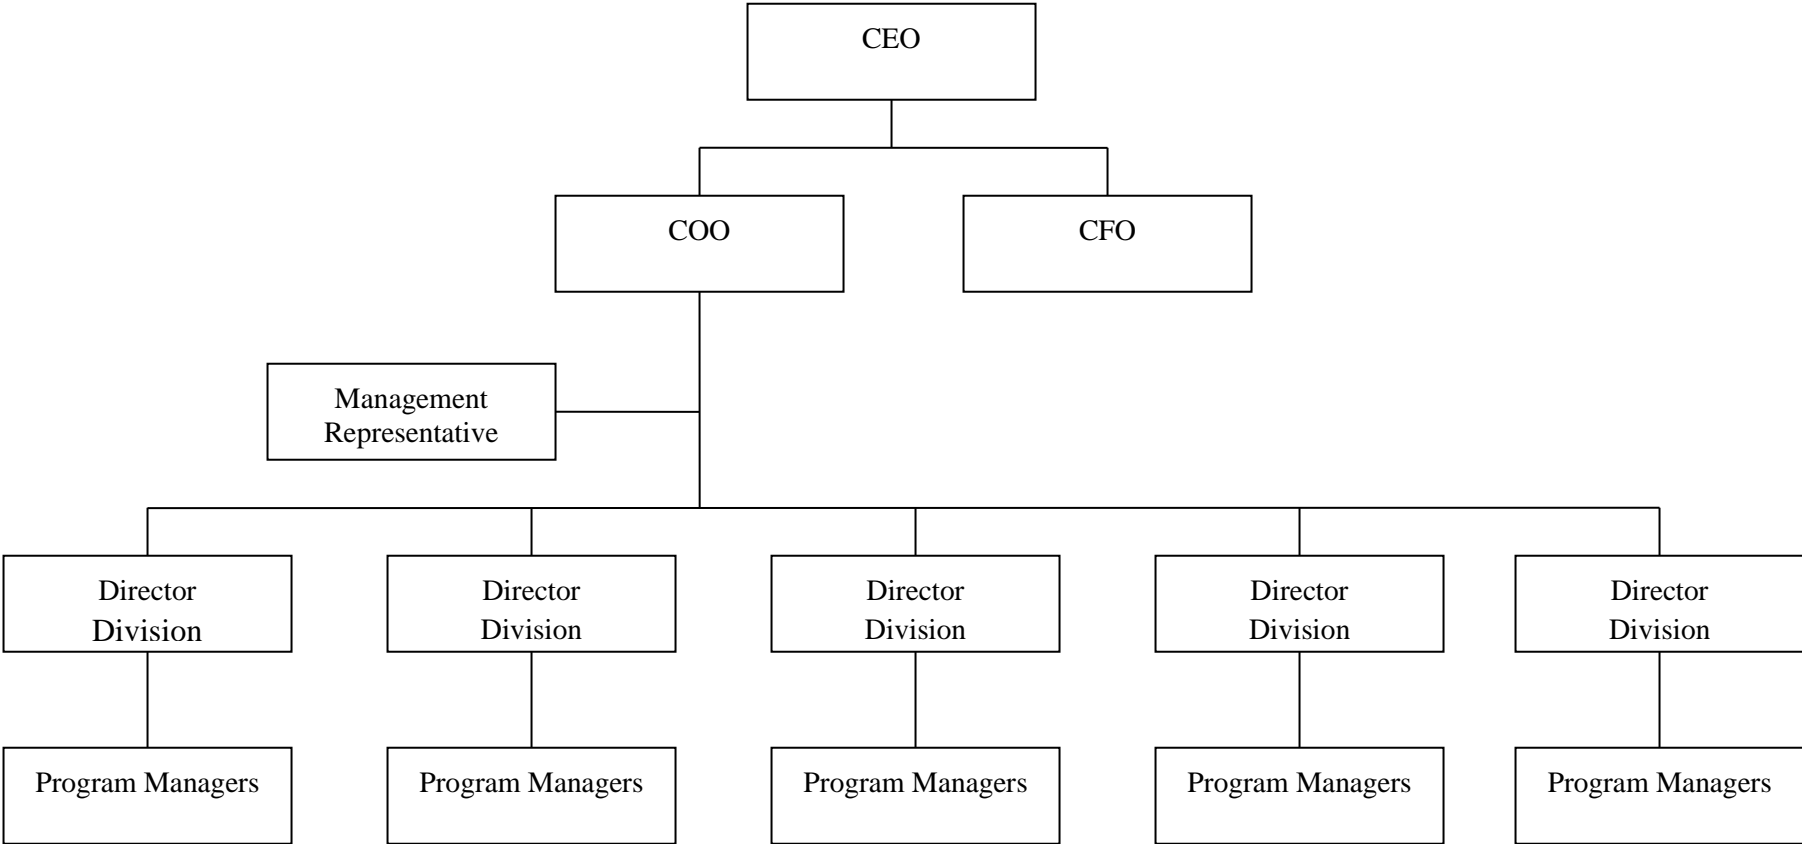 CEO
COO
CFO
Management
Representative
Director
Division
Director
Division
Director
Division
Director
Division
Director
Division
Program Managers
Program Managers
Program Managers
Program Managers
Program Managers